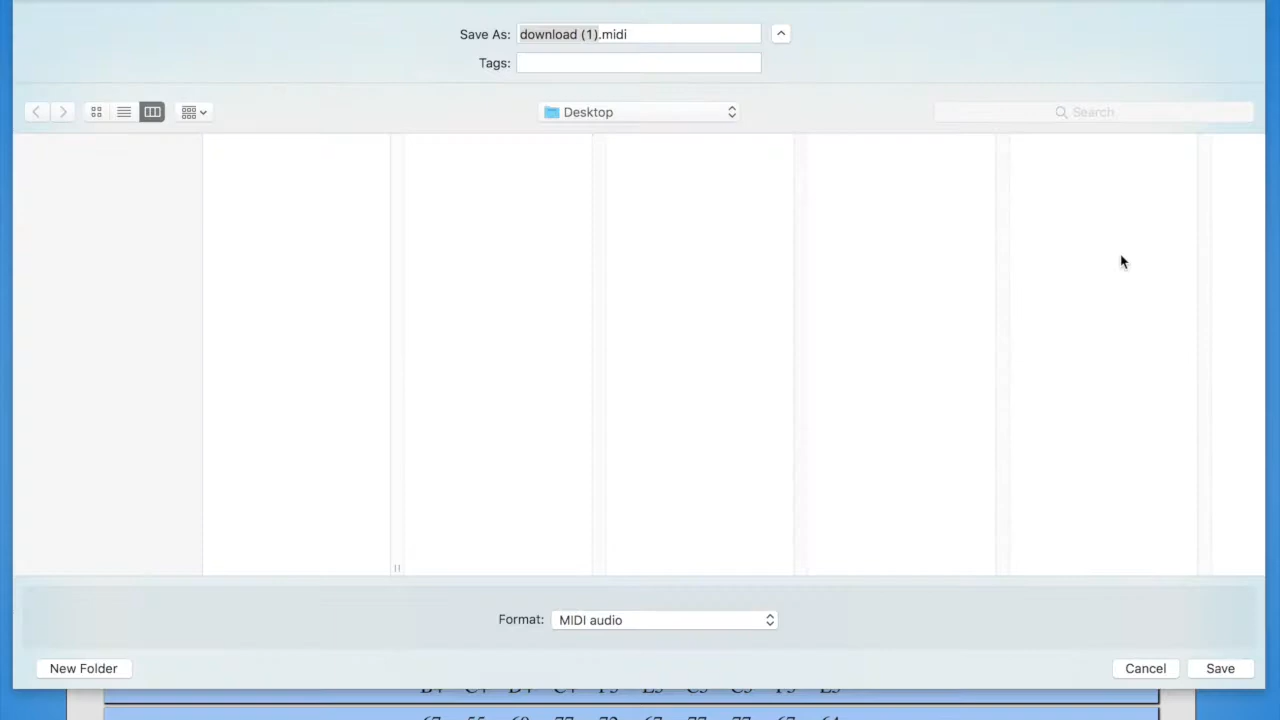 Save As: download (1).midi
Tags:
Desktop
Search
Format: MIDI audio
New Folder
Cancel
Save